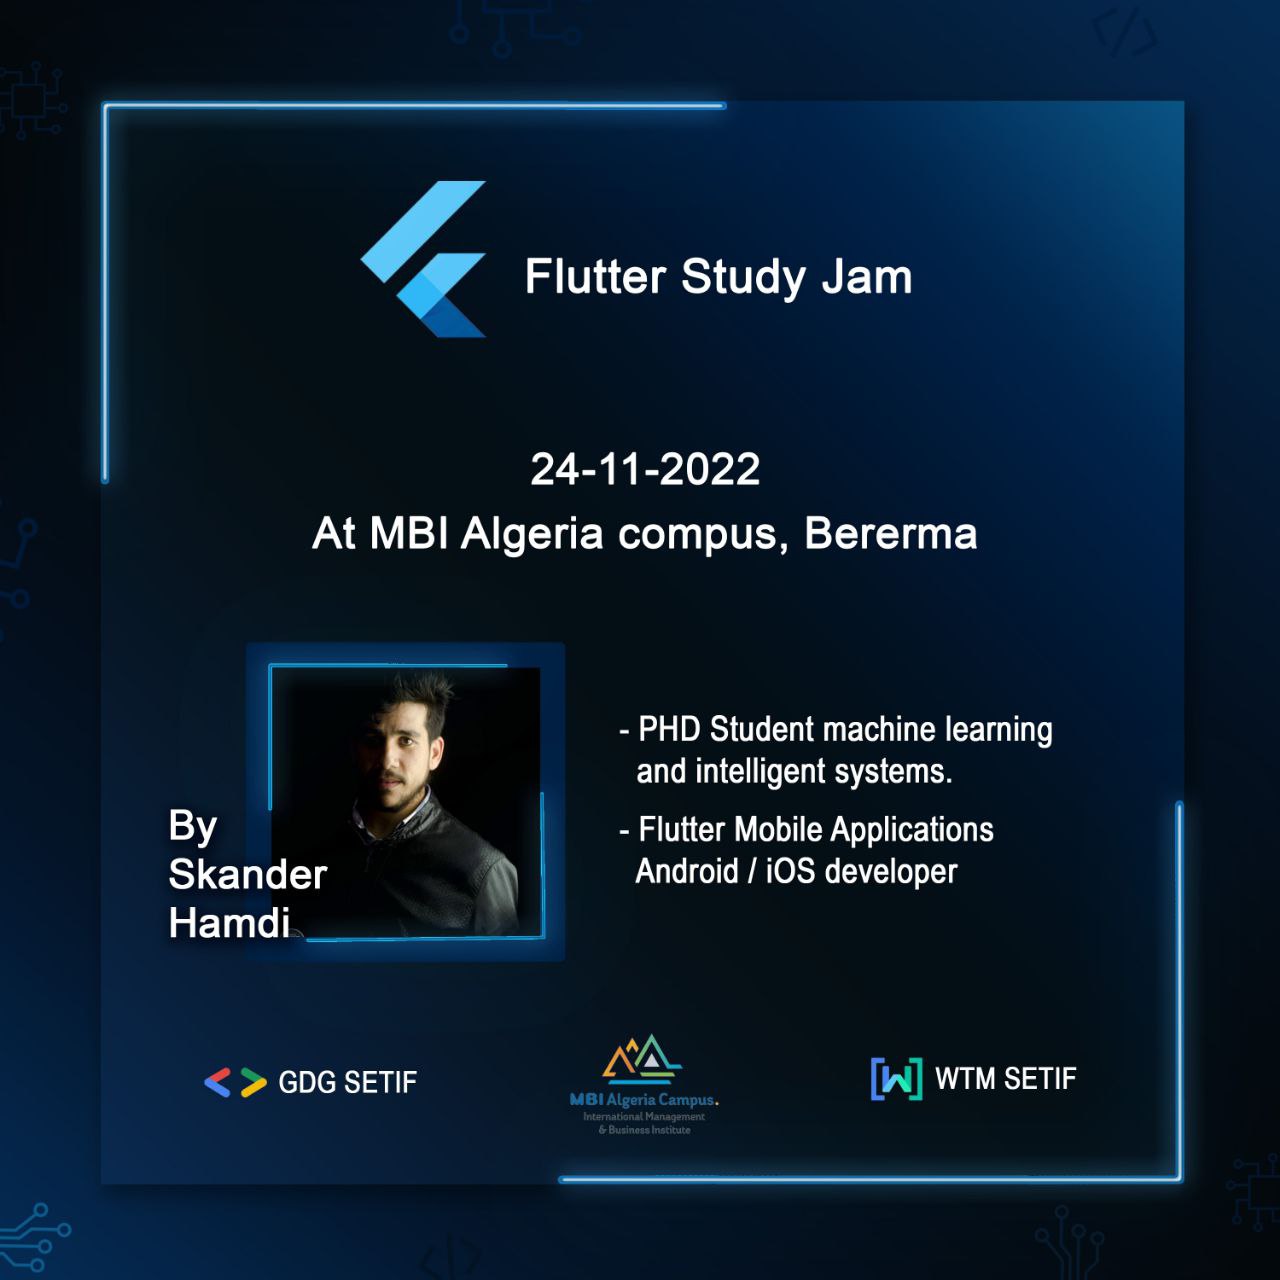 Flutter Study Jam
24-11-2022
At MBI Algeria compus, Bererma
By
Skander
Hamdi
- PHD Student machine learning
and intelligent systems.
- Flutter Mobile Applications
Android / iOS developer
GDG SETIF
MBI Algeria Campus.
International Management
& Business Institute
WTM SETIF